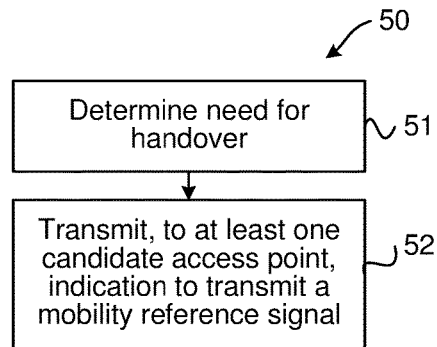 50
Determine need for
handover
51
Transmit, to at least one
candidate access point,
indication to transmit a
mobility reference signal
52